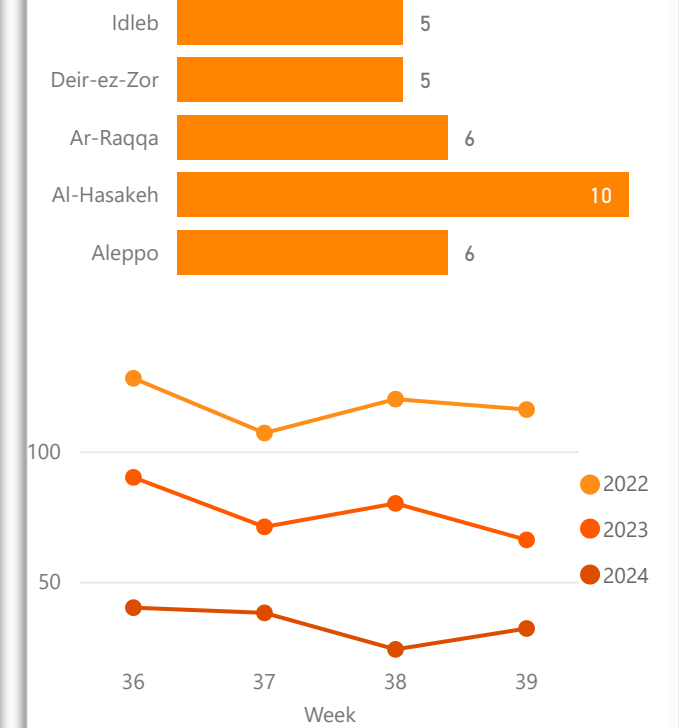 Idleb 5
Deir-ez-Zor 5
Ar-Raqqa 6
Al-Hasakeh 10
Aleppo 6
100
2022
2023
50
2024
36 37 38 39
Week